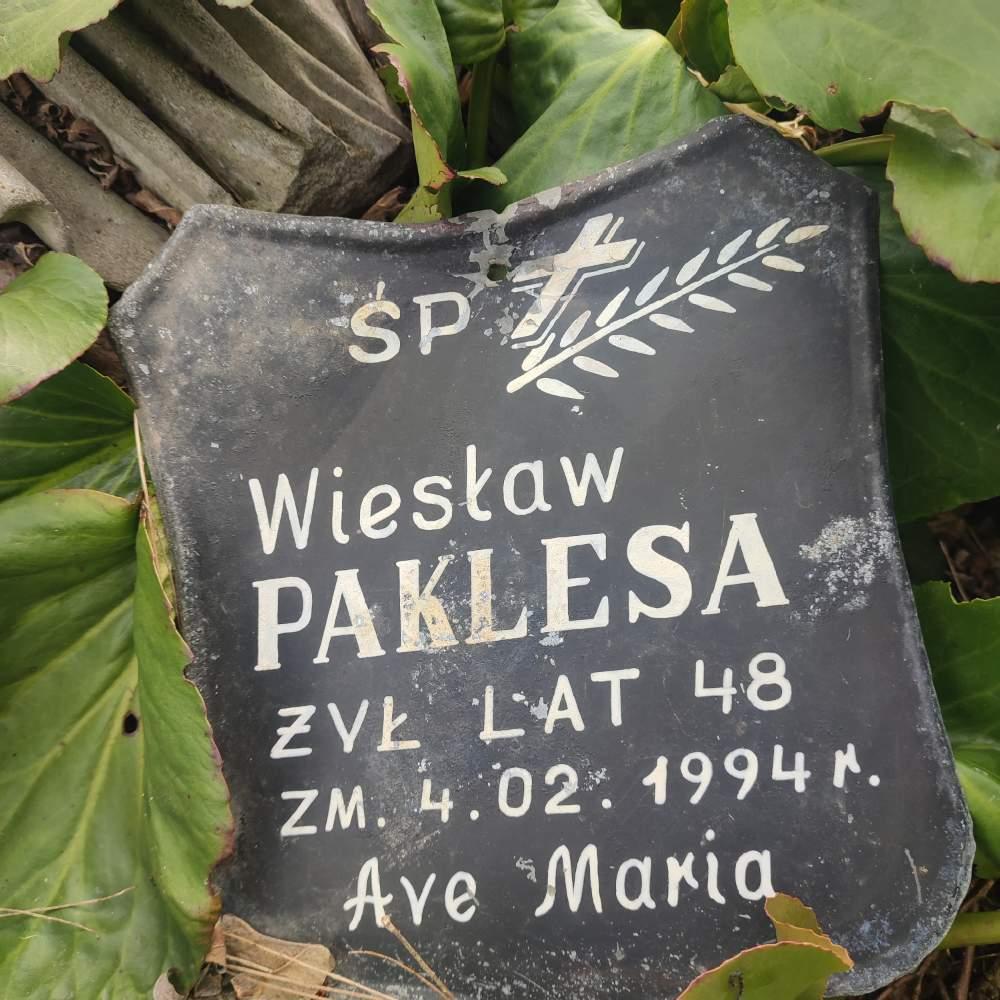 ŚP
Wiesław
PAKLESA
ŻYŁ LAT 48
ZM. 4.02.1994 r.
Ave Maria